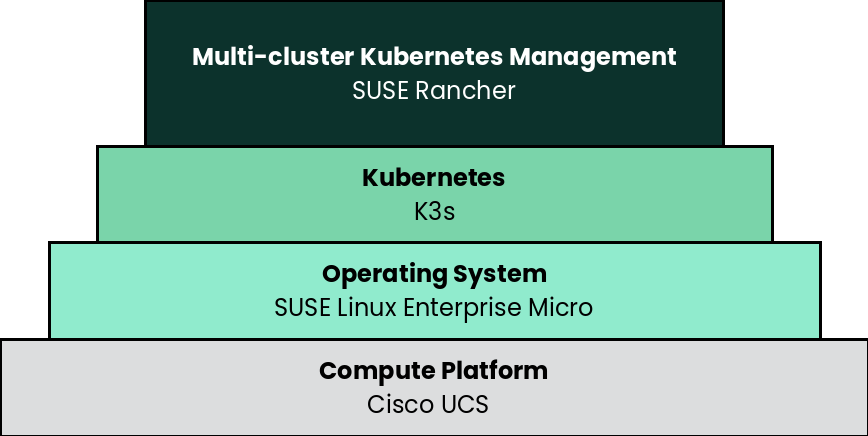 Multi-cluster Kubernetes Management
SUSE Rancher
Kubernetes
K3s
Operating System
SUSE Linux Enterprise Micro
Compute Platform
Cisco UCS